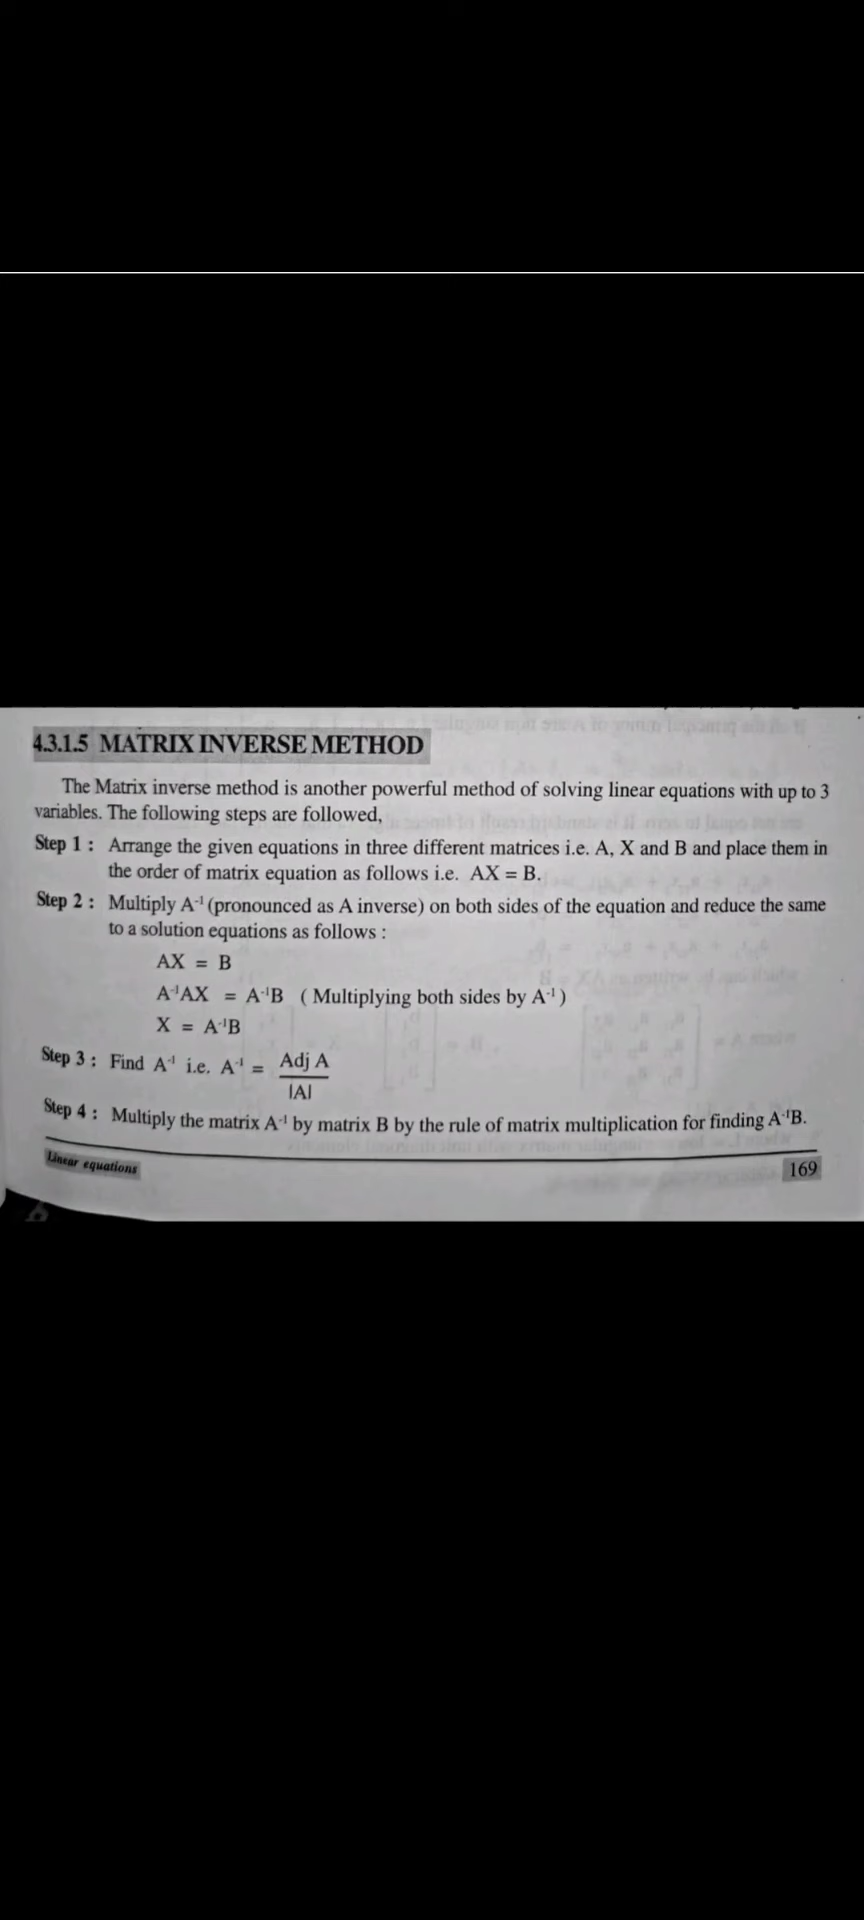 4.3.1.5 MATRIX INVERSE METHOD
The Matrix inverse method is another powerful method of solving linear equations with up to 3
variables. The following steps are followed,
Step 1 : Arrange the given equations in three different matrices i.e. A, X and B and place them in
the order of matrix equation as follows i.e. AX = B.
Step 2 : Multiply A⁻¹ (pronounced as A inverse) on both sides of the equation and reduce the same
to a solution equations as follows :
AX = B
A⁻¹AX = A⁻¹B ( Multiplying both sides by A⁻¹ )
X = A⁻¹B
Step 3 : Find A⁻¹ i.e. A⁻¹ = Adj A
|A|
Step 4 : Multiply the matrix A⁻¹ by matrix B by the rule of matrix multiplication for finding A⁻¹B.
Linear equations
169